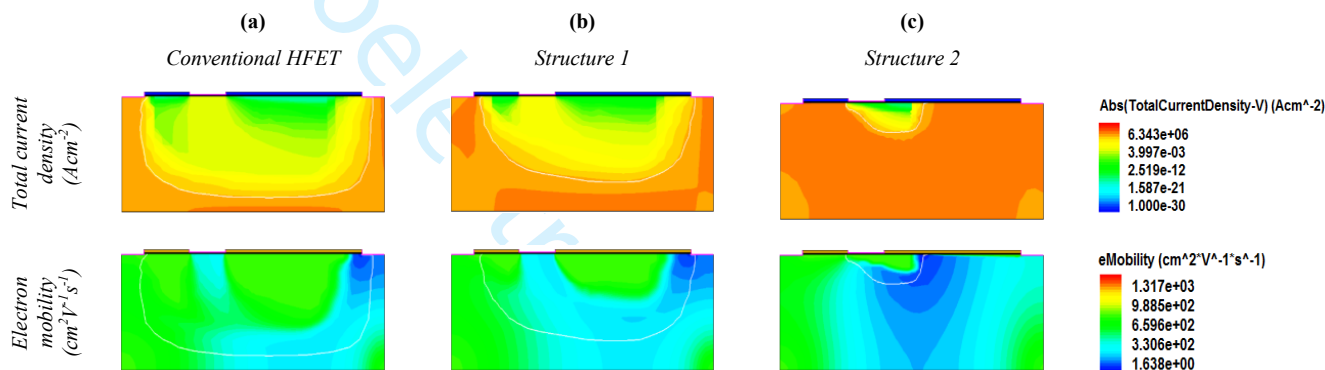 (a) (b) (c)
Conventional HFET Structure 1 Structure 2
Total current
density
(Acm⁻²)
Abs(TotalCurrentDensity-V) (Acm^-2)
6.343e+06
3.997e-03
2.519e-12
1.587e-21
1.000e-30
Electron
mobility
(cm²V⁻¹s⁻¹)
eMobility (cm^2*V^-1*s^-1)
1.317e+03
9.885e+02
6.596e+02
3.306e+02
1.638e+00